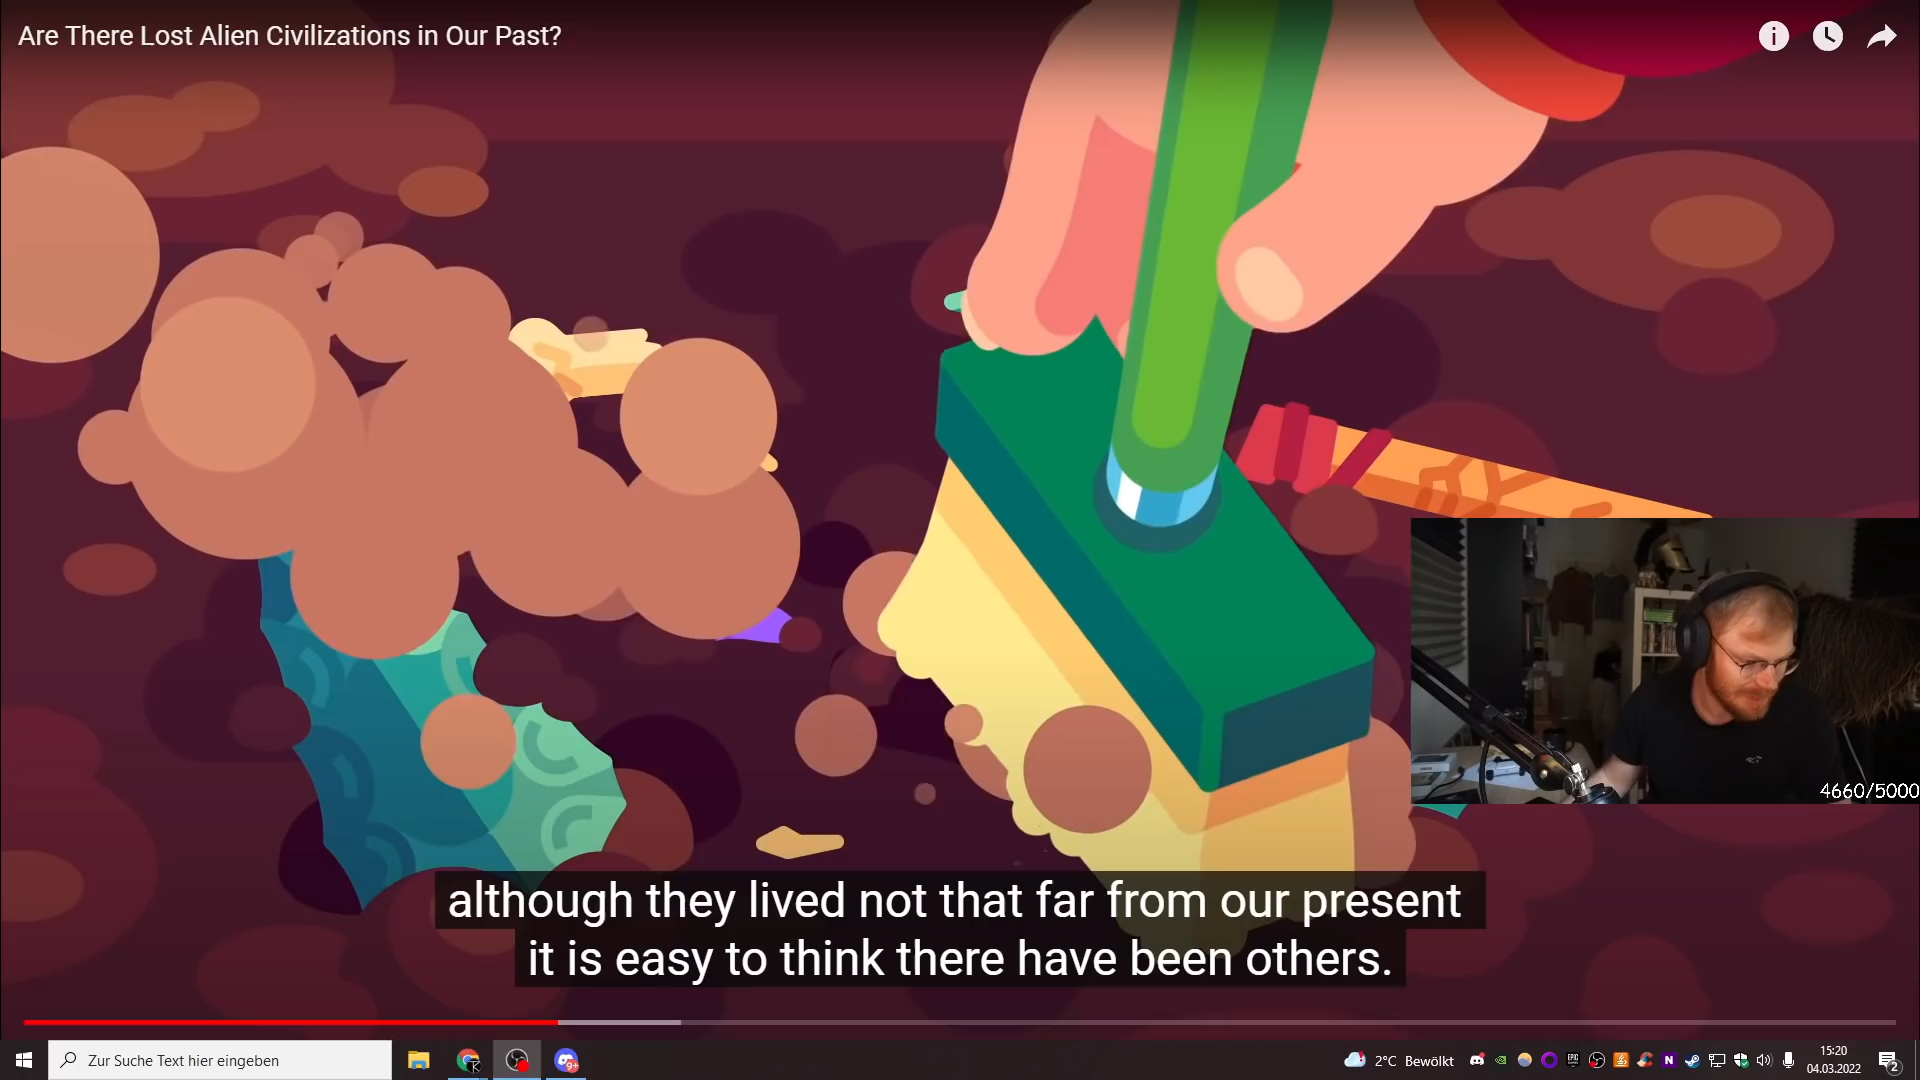 Are There Lost Alien Civilizations in Our Past?
4660/5000
although they lived not that far from our present
it is easy to think there have been others.
Zur Suche Text hier eingeben
9+
2°C Bewölkt
15:20
04.03.2022
2